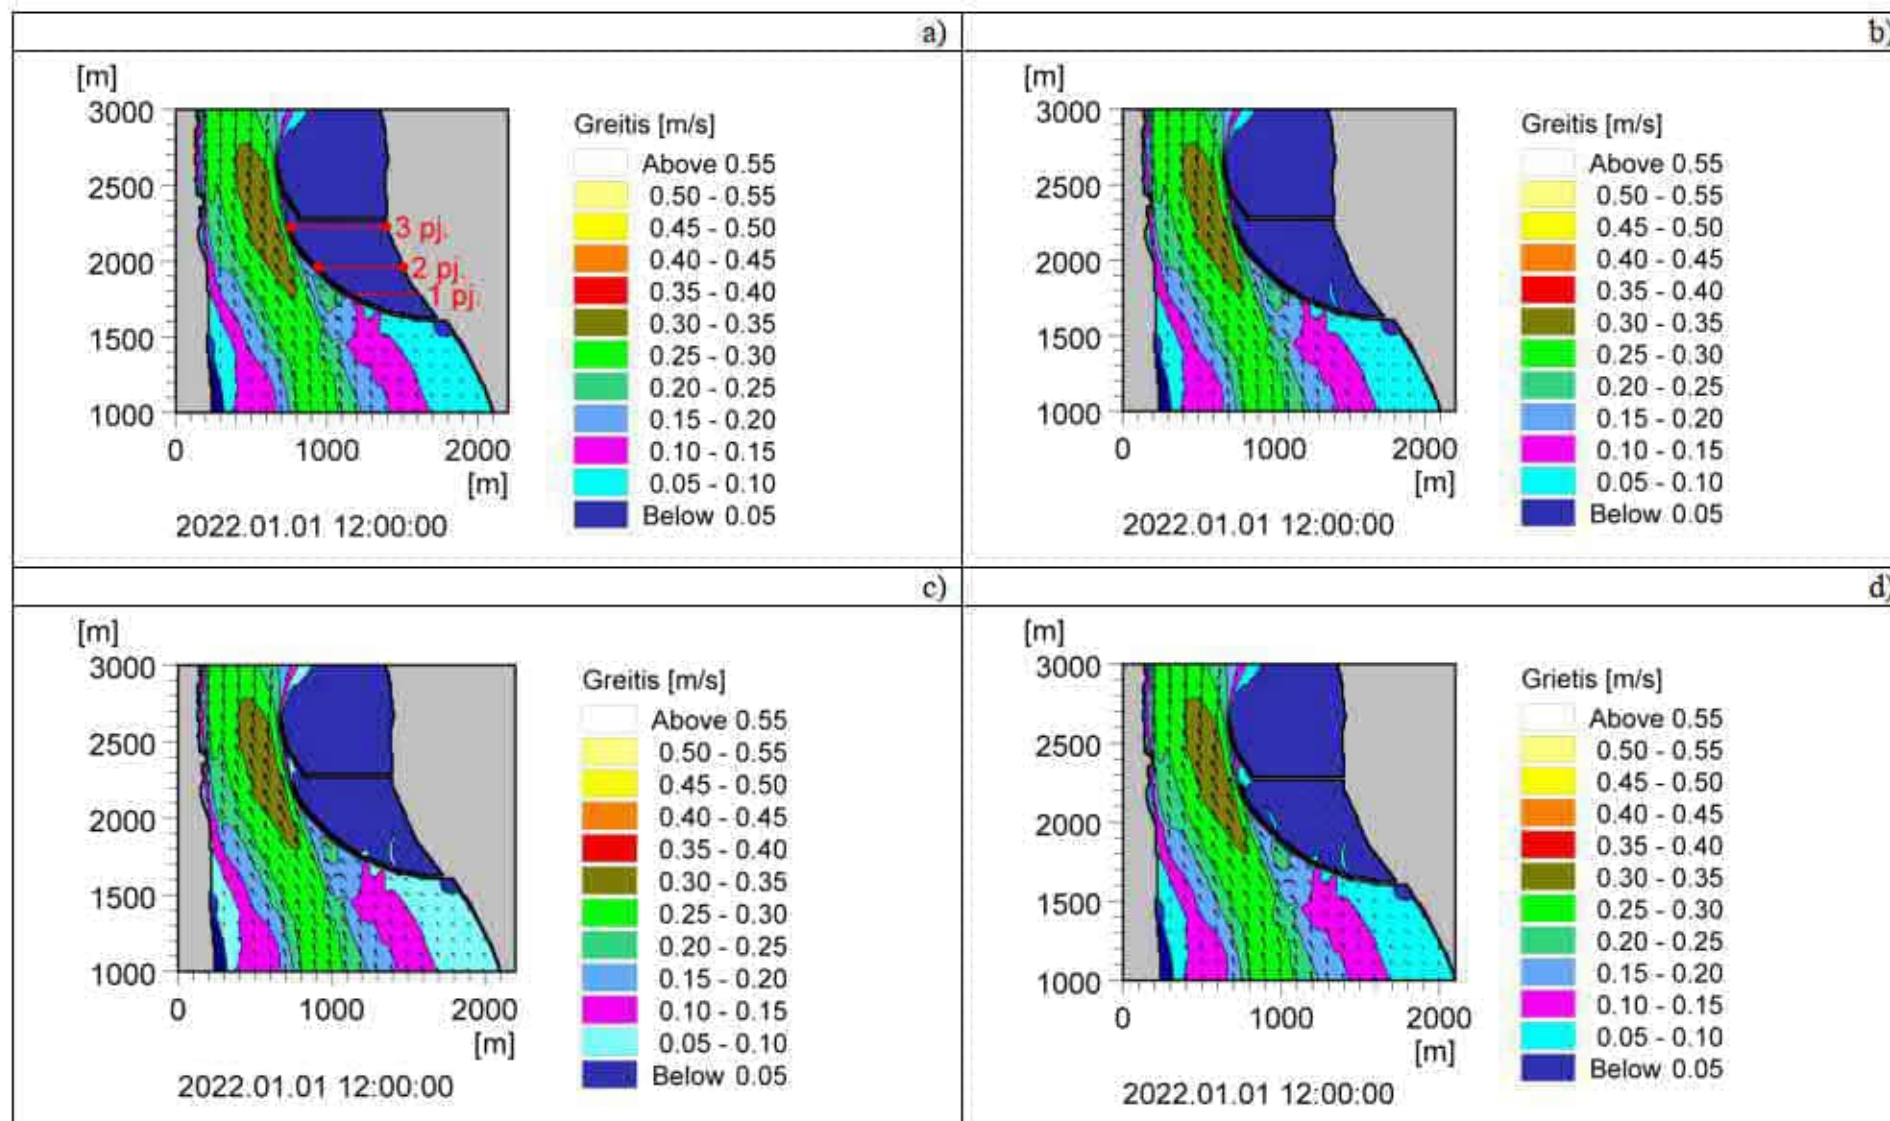 a)
[m]
3000
2500
2000
1500
1000
0
1000
2000
[m]
3 pj.
2 pj.
1 pj.
2022.01.01 12:00:00
Greitis [m/s]
Above 0.55
0.50 - 0.55
0.45 - 0.50
0.40 - 0.45
0.35 - 0.40
0.30 - 0.35
0.25 - 0.30
0.20 - 0.25
0.15 - 0.20
0.10 - 0.15
0.05 - 0.10
Below 0.05
b)
[m]
3000
2500
2000
1500
1000
0
1000
2000
[m]
2022.01.01 12:00:00
Greitis [m/s]
Above 0.55
0.50 - 0.55
0.45 - 0.50
0.40 - 0.45
0.35 - 0.40
0.30 - 0.35
0.25 - 0.30
0.20 - 0.25
0.15 - 0.20
0.10 - 0.15
0.05 - 0.10
Below 0.05
c)
[m]
3000
2500
2000
1500
1000
0
1000
2000
[m]
2022.01.01 12:00:00
Greitis [m/s]
Above 0.55
0.50 - 0.55
0.45 - 0.50
0.40 - 0.45
0.35 - 0.40
0.30 - 0.35
0.25 - 0.30
0.20 - 0.25
0.15 - 0.20
0.10 - 0.15
0.05 - 0.10
Below 0.05
d)
[m]
3000
2500
2000
1500
1000
0
1000
2000
[m]
2022.01.01 12:00:00
Grietis [m/s]
Above 0.55
0.50 - 0.55
0.45 - 0.50
0.40 - 0.45
0.35 - 0.40
0.30 - 0.35
0.25 - 0.30
0.20 - 0.25
0.15 - 0.20
0.10 - 0.15
0.05 - 0.10
Below 0.05